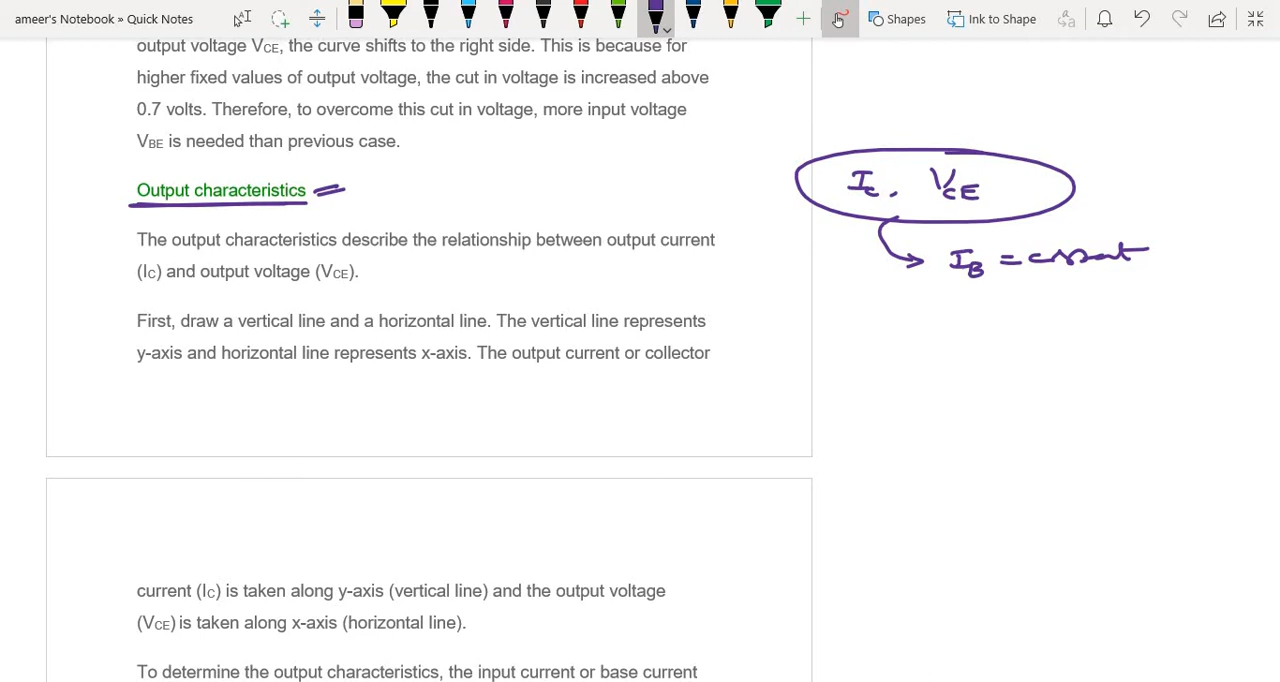 ameer's Notebook » Quick Notes
Shapes
Ink to Shape
output voltage VCE, the curve shifts to the right side. This is because for
higher fixed values of output voltage, the cut in voltage is increased above
0.7 volts. Therefore, to overcome this cut in voltage, more input voltage
VBE is needed than previous case.
Output characteristics
IC, VCE
The output characteristics describe the relationship between output current
(IC) and output voltage (VCE).
IB = constant
First, draw a vertical line and a horizontal line. The vertical line represents
y-axis and horizontal line represents x-axis. The output current or collector
current (IC) is taken along y-axis (vertical line) and the output voltage
(VCE) is taken along x-axis (horizontal line).
To determine the output characteristics, the input current or base current